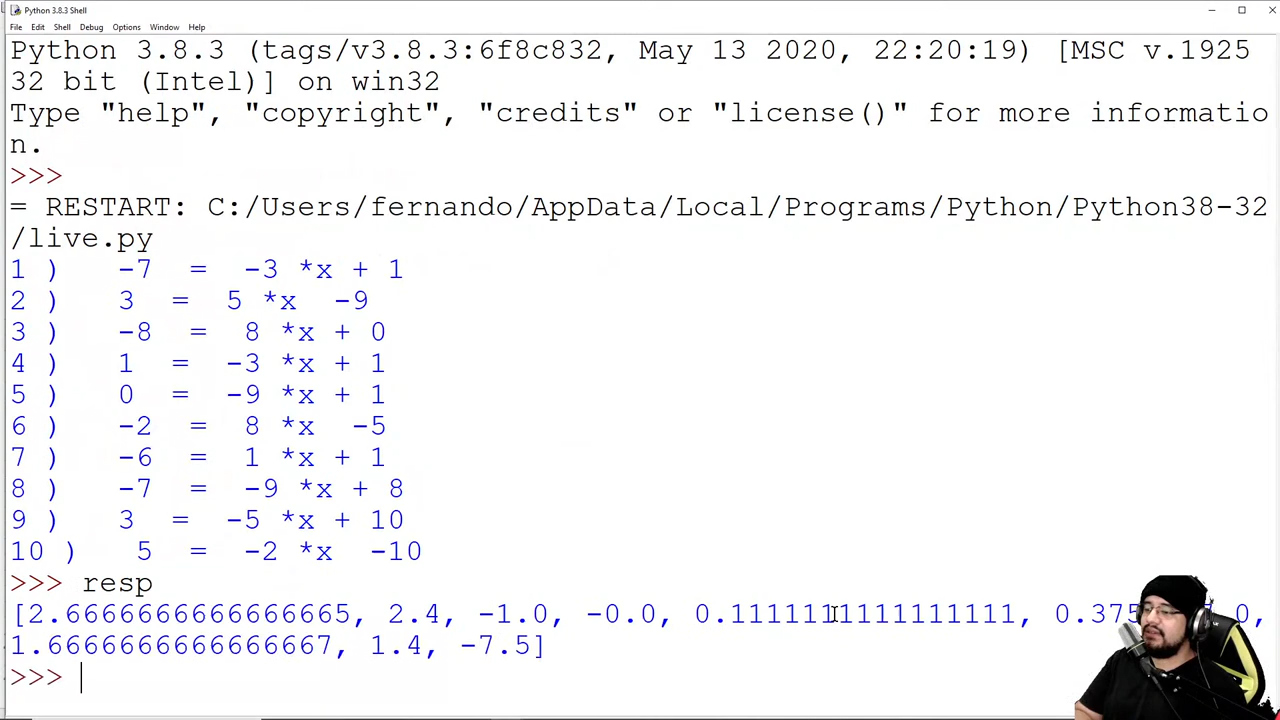 Python 3.8.3 Shell
File Edit Shell Debug Options Window Help
Python 3.8.3 (tags/v3.8.3:6f8c832, May 13 2020, 22:20:19) [MSC v.1925
32 bit (Intel)] on win32
Type "help", "copyright", "credits" or "license()" for more informatio
n.
>>>
= RESTART: C:/Users/fernando/AppData/Local/Programs/Python/Python38-32
/live.py
1 )   -7  =  -3 *x + 1
2 )   3  =  5 *x  -9
3 )   -8  =  8 *x + 0
4 )   1  =  -3 *x + 1
5 )   0  =  -9 *x + 1
6 )   -2  =  8 *x  -5
7 )   -6  =  1 *x + 1
8 )   -7  =  -9 *x + 8
9 )   3  =  -5 *x + 10
10 )   5  =  -2 *x  -10
>>> resp
[2.6666666666666665, 2.4, -1.0, -0.0, 0.1111111111111111, 0.375 0,
1.6666666666666667, 1.4, -7.5]
>>>